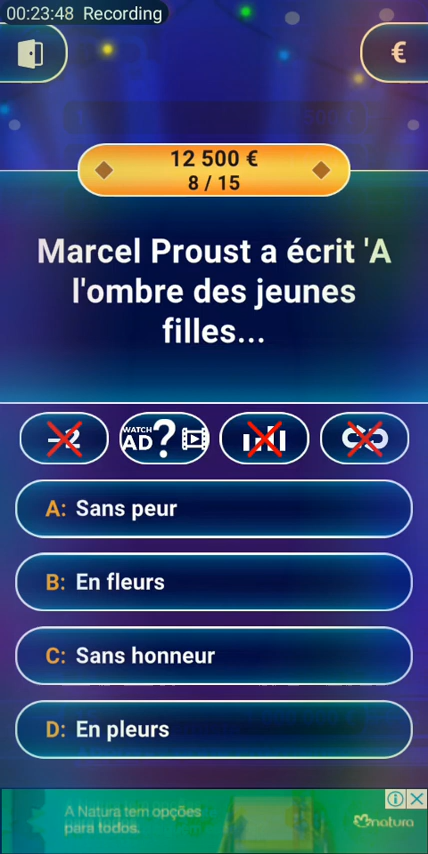 00:23:48 Recording
€
12 500 €
8 / 15
Marcel Proust a écrit 'A
l'ombre des jeunes
filles...
-2
WATCH
AD ?
A: Sans peur
B: En fleurs
C: Sans honneur
D: En pleurs
A Natura tem opções
para todos.
natura